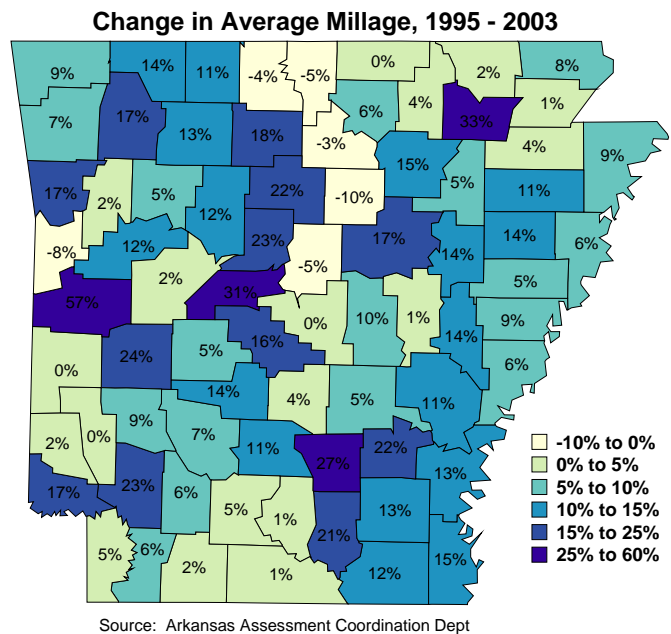 Change in Average Millage, 1995 - 2003
9% 14% 11% -4% -5% 0% 2% 8%
7% 17% 13% 18% -3% 6% 4% 33% 1%
17% 2% 5% 12% 22% -10% 15% 5% 4% 9%
11%
-8% 12% 2% 23% -5% 17% 14% 14% 6%
57% 31% 0% 10% 1% 14% 5%
9%
0% 24% 5% 16% 6%
14% 4% 5% 11%
2% 0% 9% 7% 11% 27% 22% 13%
17% 23% 6% 5% 1% 21% 13%
5% 6% 2% 1% 12% 15%
-10% to 0%
0% to 5%
5% to 10%
10% to 15%
15% to 25%
25% to 60%
Source: Arkansas Assessment Coordination Dept